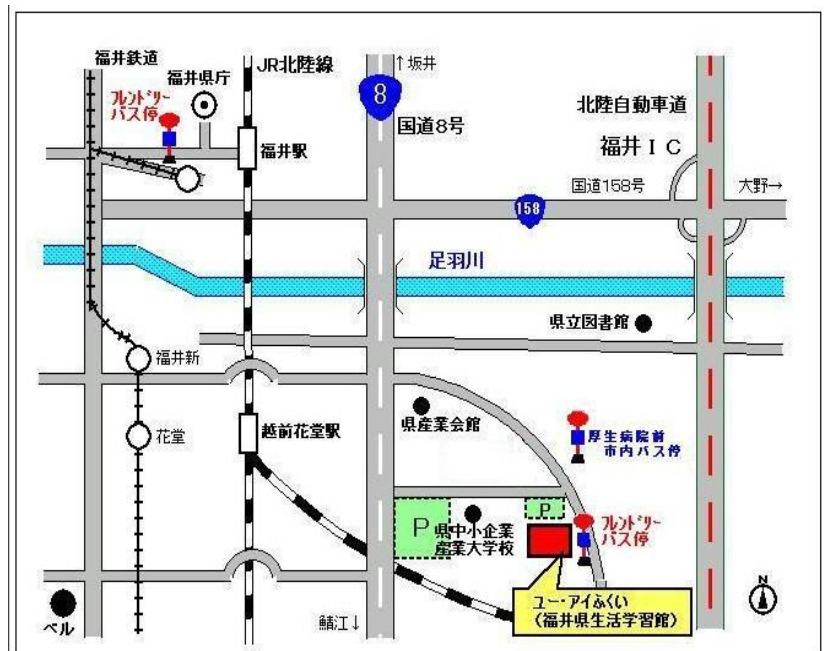 福井鉄道
福井県庁
JR北陸線
↑坂井
8
国道8号
北陸自動車道
福井IC
国道158号
大野→
158
フレンドリー
バス停
福井駅
足羽川
県立図書館
福井新
花堂
越前花堂駅
県産業会館
厚生病院前
市内バス停
P
P
県中小企業
産業大学校
フレンドリー
バス停
ユー・アイふくい
(福井県生活学習館)
鯖江↓
ベル
N